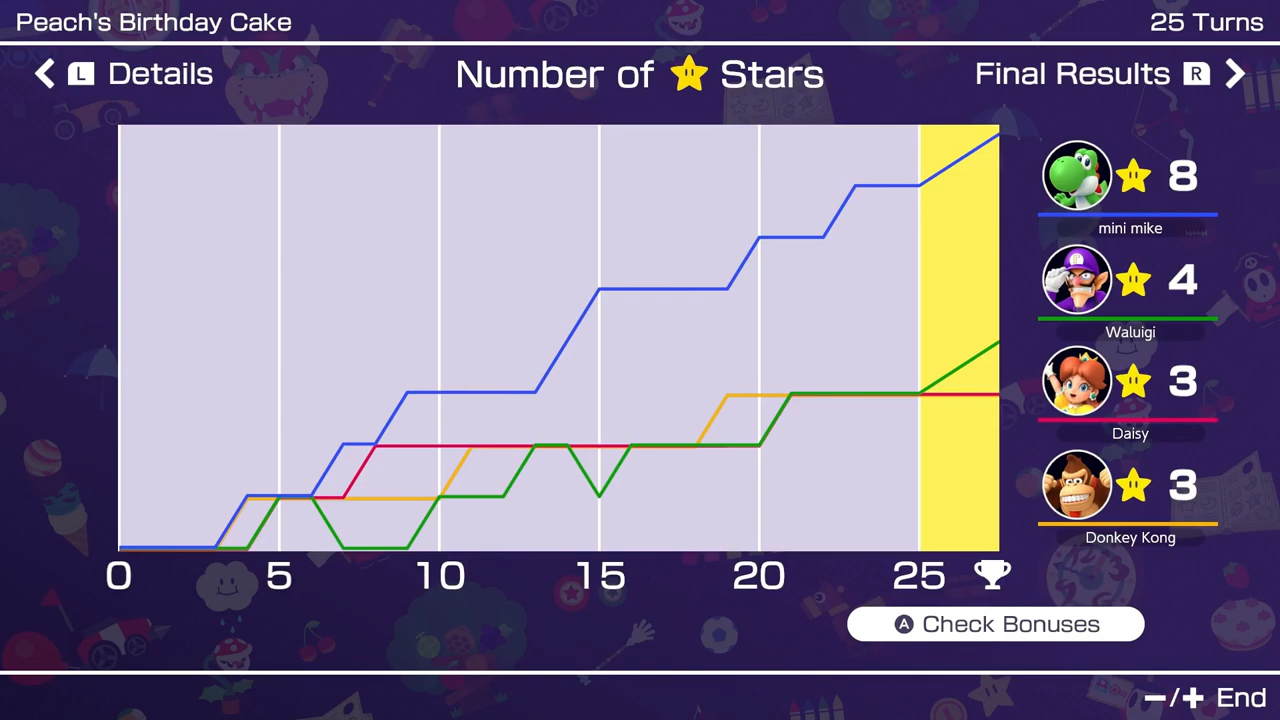 Peach's Birthday Cake
25 Turns
L Details
Number of Stars
Final Results R
8
mini mike
4
Waluigi
3
Daisy
3
Donkey Kong
0 5 10 15 20 25
A Check Bonuses
−/+ End